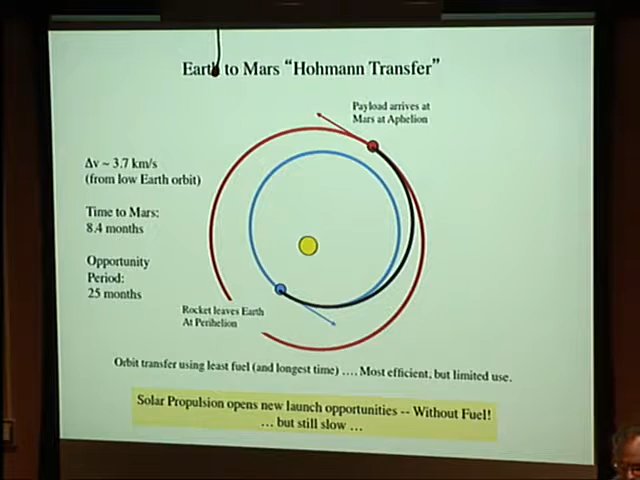 Earth to Mars “Hohmann Transfer”
Payload arrives at
Mars at Aphelion
Δv ~ 3.7 km/s
(from low Earth orbit)
Time to Mars:
8.4 months
Opportunity
Period:
25 months
Rocket leaves Earth
At Perihelion
Orbit transfer using least fuel (and longest time) .... Most efficient, but limited use.
Solar Propulsion opens new launch opportunities -- Without Fuel!
... but still slow ...